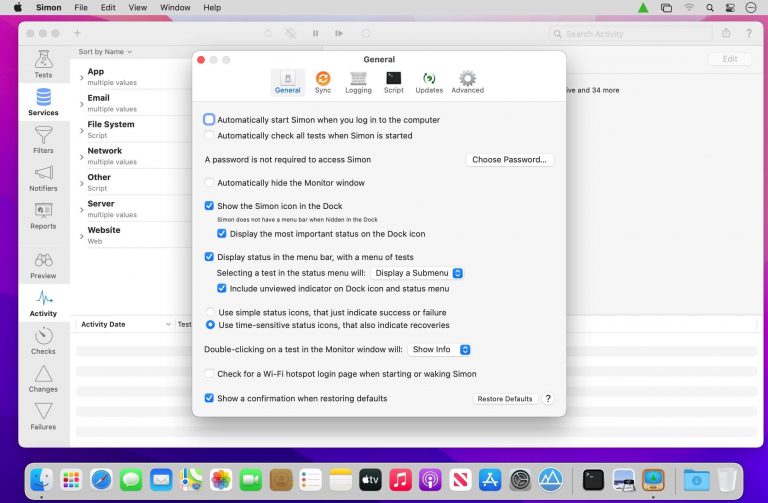 Simon File Edit View Window Help
Search Activity
Tests
Services
Filters
Notifiers
Reports
Preview
Activity
Checks
Changes
Failures
Sort by Name
App
multiple values
Email
multiple values
File System
Script
Network
multiple values
Other
Script
Server
multiple values
Website
Web
Activity Date Test
Edit
ive and 34 more
General
General Sync Logging Script Updates Advanced
Automatically start Simon when you log in to the computer
Automatically check all tests when Simon is started
A password is not required to access Simon Choose Password...
Automatically hide the Monitor window
Show the Simon icon in the Dock
Simon does not have a menu bar when hidden in the Dock
Display the most important status on the Dock icon
Display status in the menu bar, with a menu of tests
Selecting a test in the status menu will: Display a Submenu
Include unviewed indicator on Dock icon and status menu
Use simple status icons, that just indicate success or failure
Use time-sensitive status icons, that also indicate recoveries
Double-clicking on a test in the Monitor window will: Show Info
Check for a Wi-Fi hotspot login page when starting or waking Simon
Show a confirmation when restoring defaults Restore Defaults ?
tv